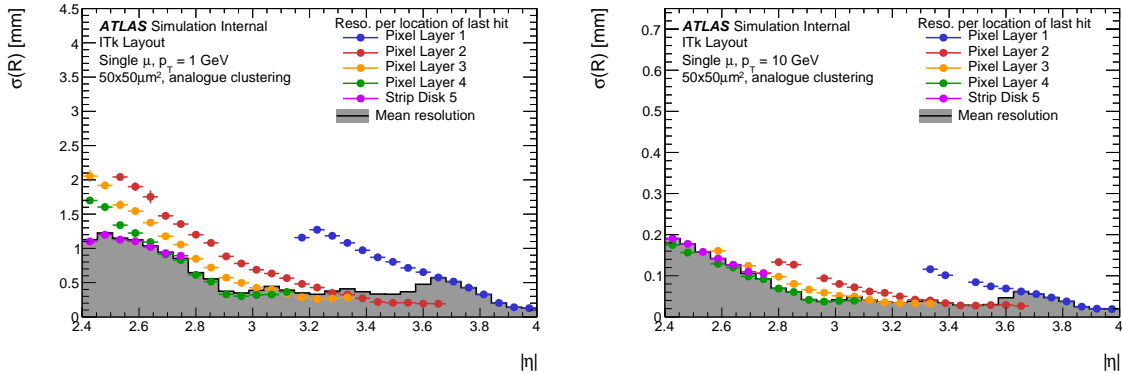 ATLAS Simulation Internal
ITk Layout
Single μ, p_T = 1 GeV
50x50μm², analogue clustering
Reso. per location of last hit
Pixel Layer 1
Pixel Layer 2
Pixel Layer 3
Pixel Layer 4
Strip Disk 5
Mean resolution
σ(R) [mm]
4.5
4
3.5
3
2.5
2
1.5
1
0.5
0
2.4 2.6 2.8 3 3.2 3.4 3.6 3.8 4
|η|
ATLAS Simulation Internal
ITk Layout
Single μ, p_T = 10 GeV
50x50μm², analogue clustering
Reso. per location of last hit
Pixel Layer 1
Pixel Layer 2
Pixel Layer 3
Pixel Layer 4
Strip Disk 5
Mean resolution
σ(R) [mm]
0.7
0.6
0.5
0.4
0.3
0.2
0.1
0
2.4 2.6 2.8 3 3.2 3.4 3.6 3.8 4
|η|